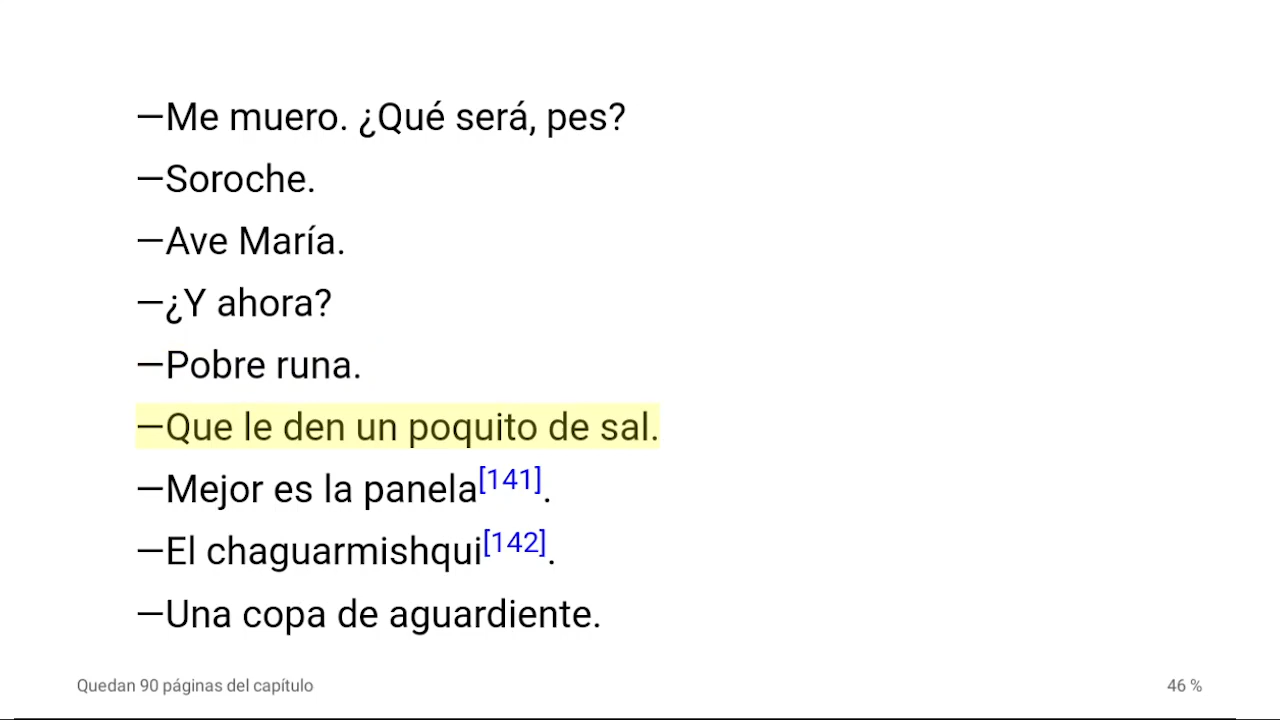 —Me muero. ¿Qué será, pes?
—Soroche.
—Ave María.
—¿Y ahora?
—Pobre runa.
—Que le den un poquito de sal.
—Mejor es la panela[141].
—El chaguarmishqui[142].
—Una copa de aguardiente.
Quedan 90 páginas del capítulo
46 %